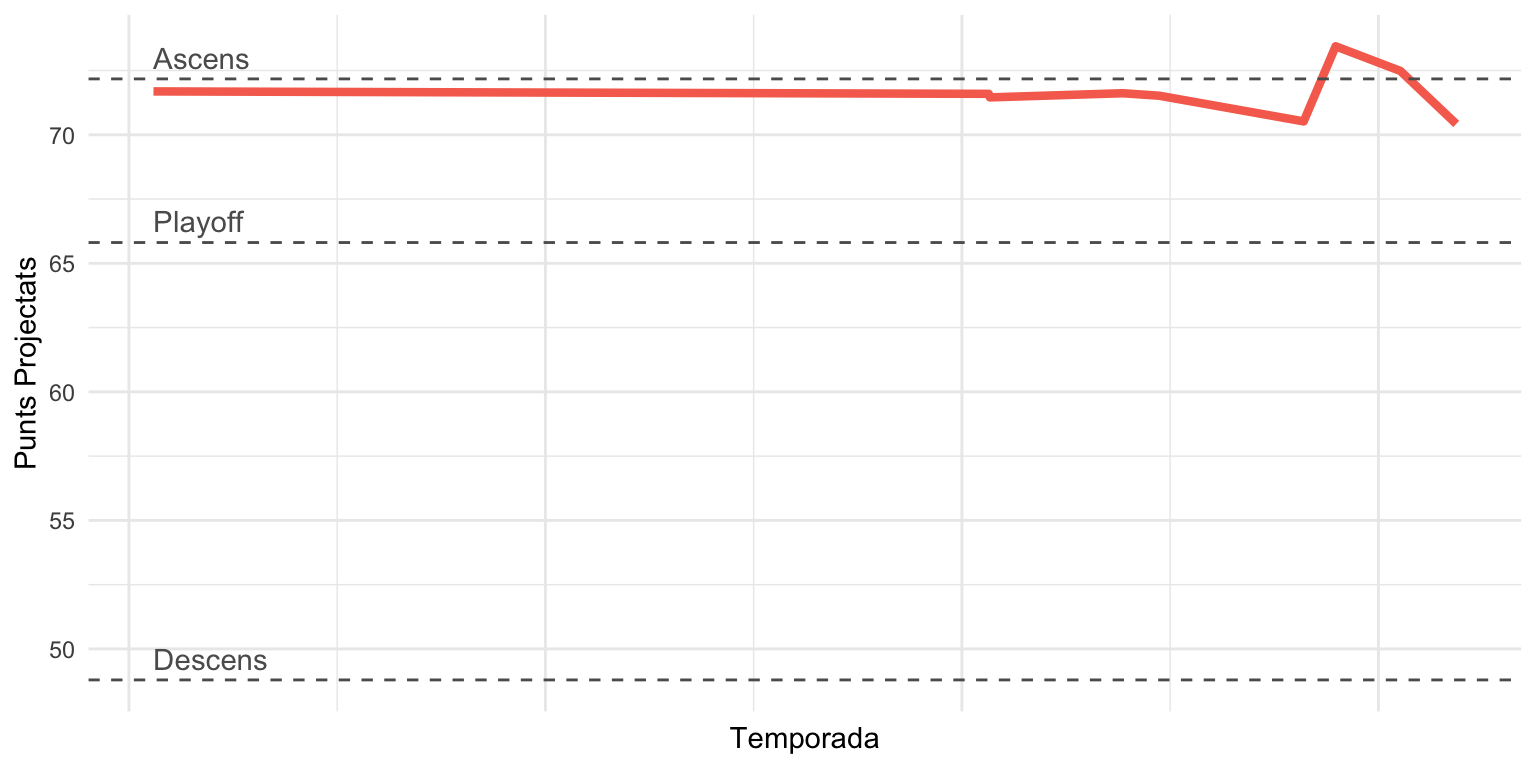 Ascens
70
Playoff
65
60
55
50
Descens
Punts Projectats
Temporada